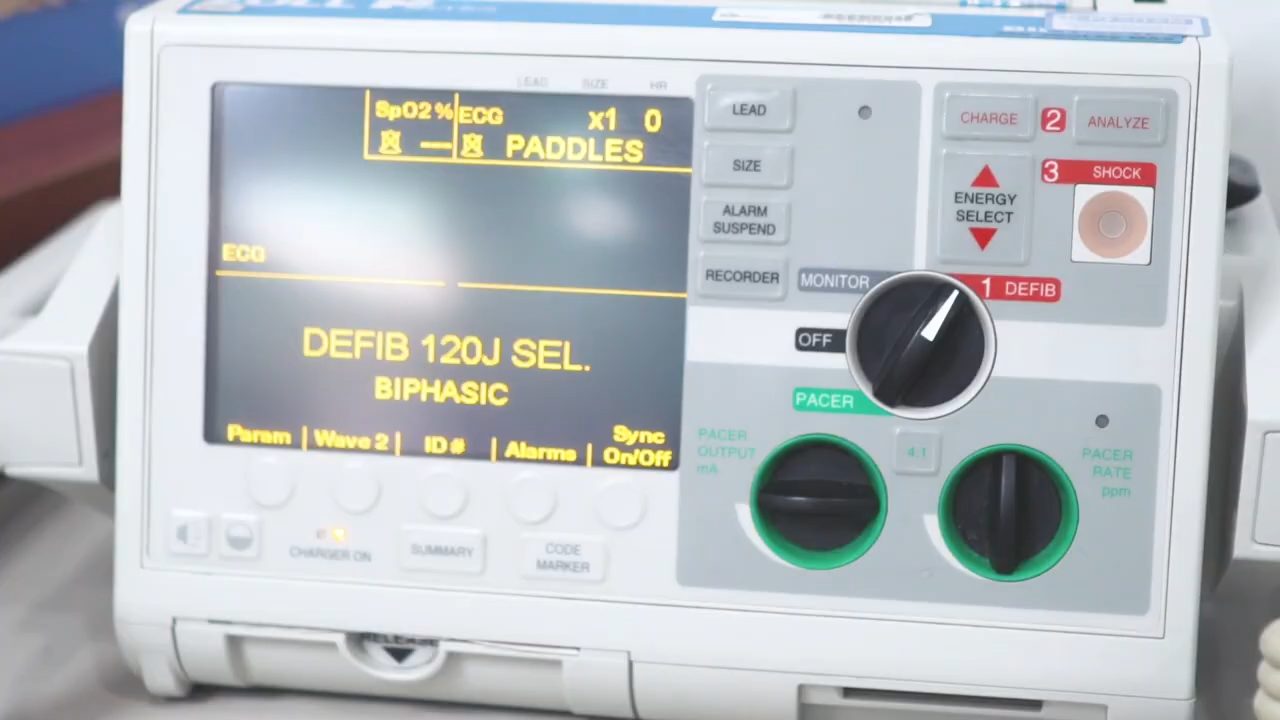 LEAD SIZE HR
SpO2 % ECG x1 0
— PADDLES
ECG
DEFIB 120J SEL.
BIPHASIC
Param Wave 2 ID # Alarms Sync On/Off
CHARGER ON
SUMMARY
CODE MARKER
LEAD
SIZE
ALARM SUSPEND
RECORDER
CHARGE 2 ANALYZE
ENERGY SELECT
3 SHOCK
MONITOR
1 DEFIB
OFF
PACER
PACER OUTPUT mA
4:1
PACER RATE ppm
RELEASE